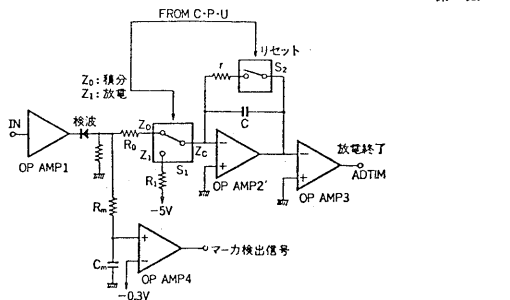 FROM C・P・U
リセット
r
S₂
Z₀:積分
Z₁:放電
C
IN
検波
Z₀
R₀
Z₁
S₁
Z_C
R₁
-5V
OP AMP1
OP AMP2'
OP AMP3
放電終了
ADTIM
Rₘ
Cₘ
-0.3V
OP AMP4
マーカ検出信号